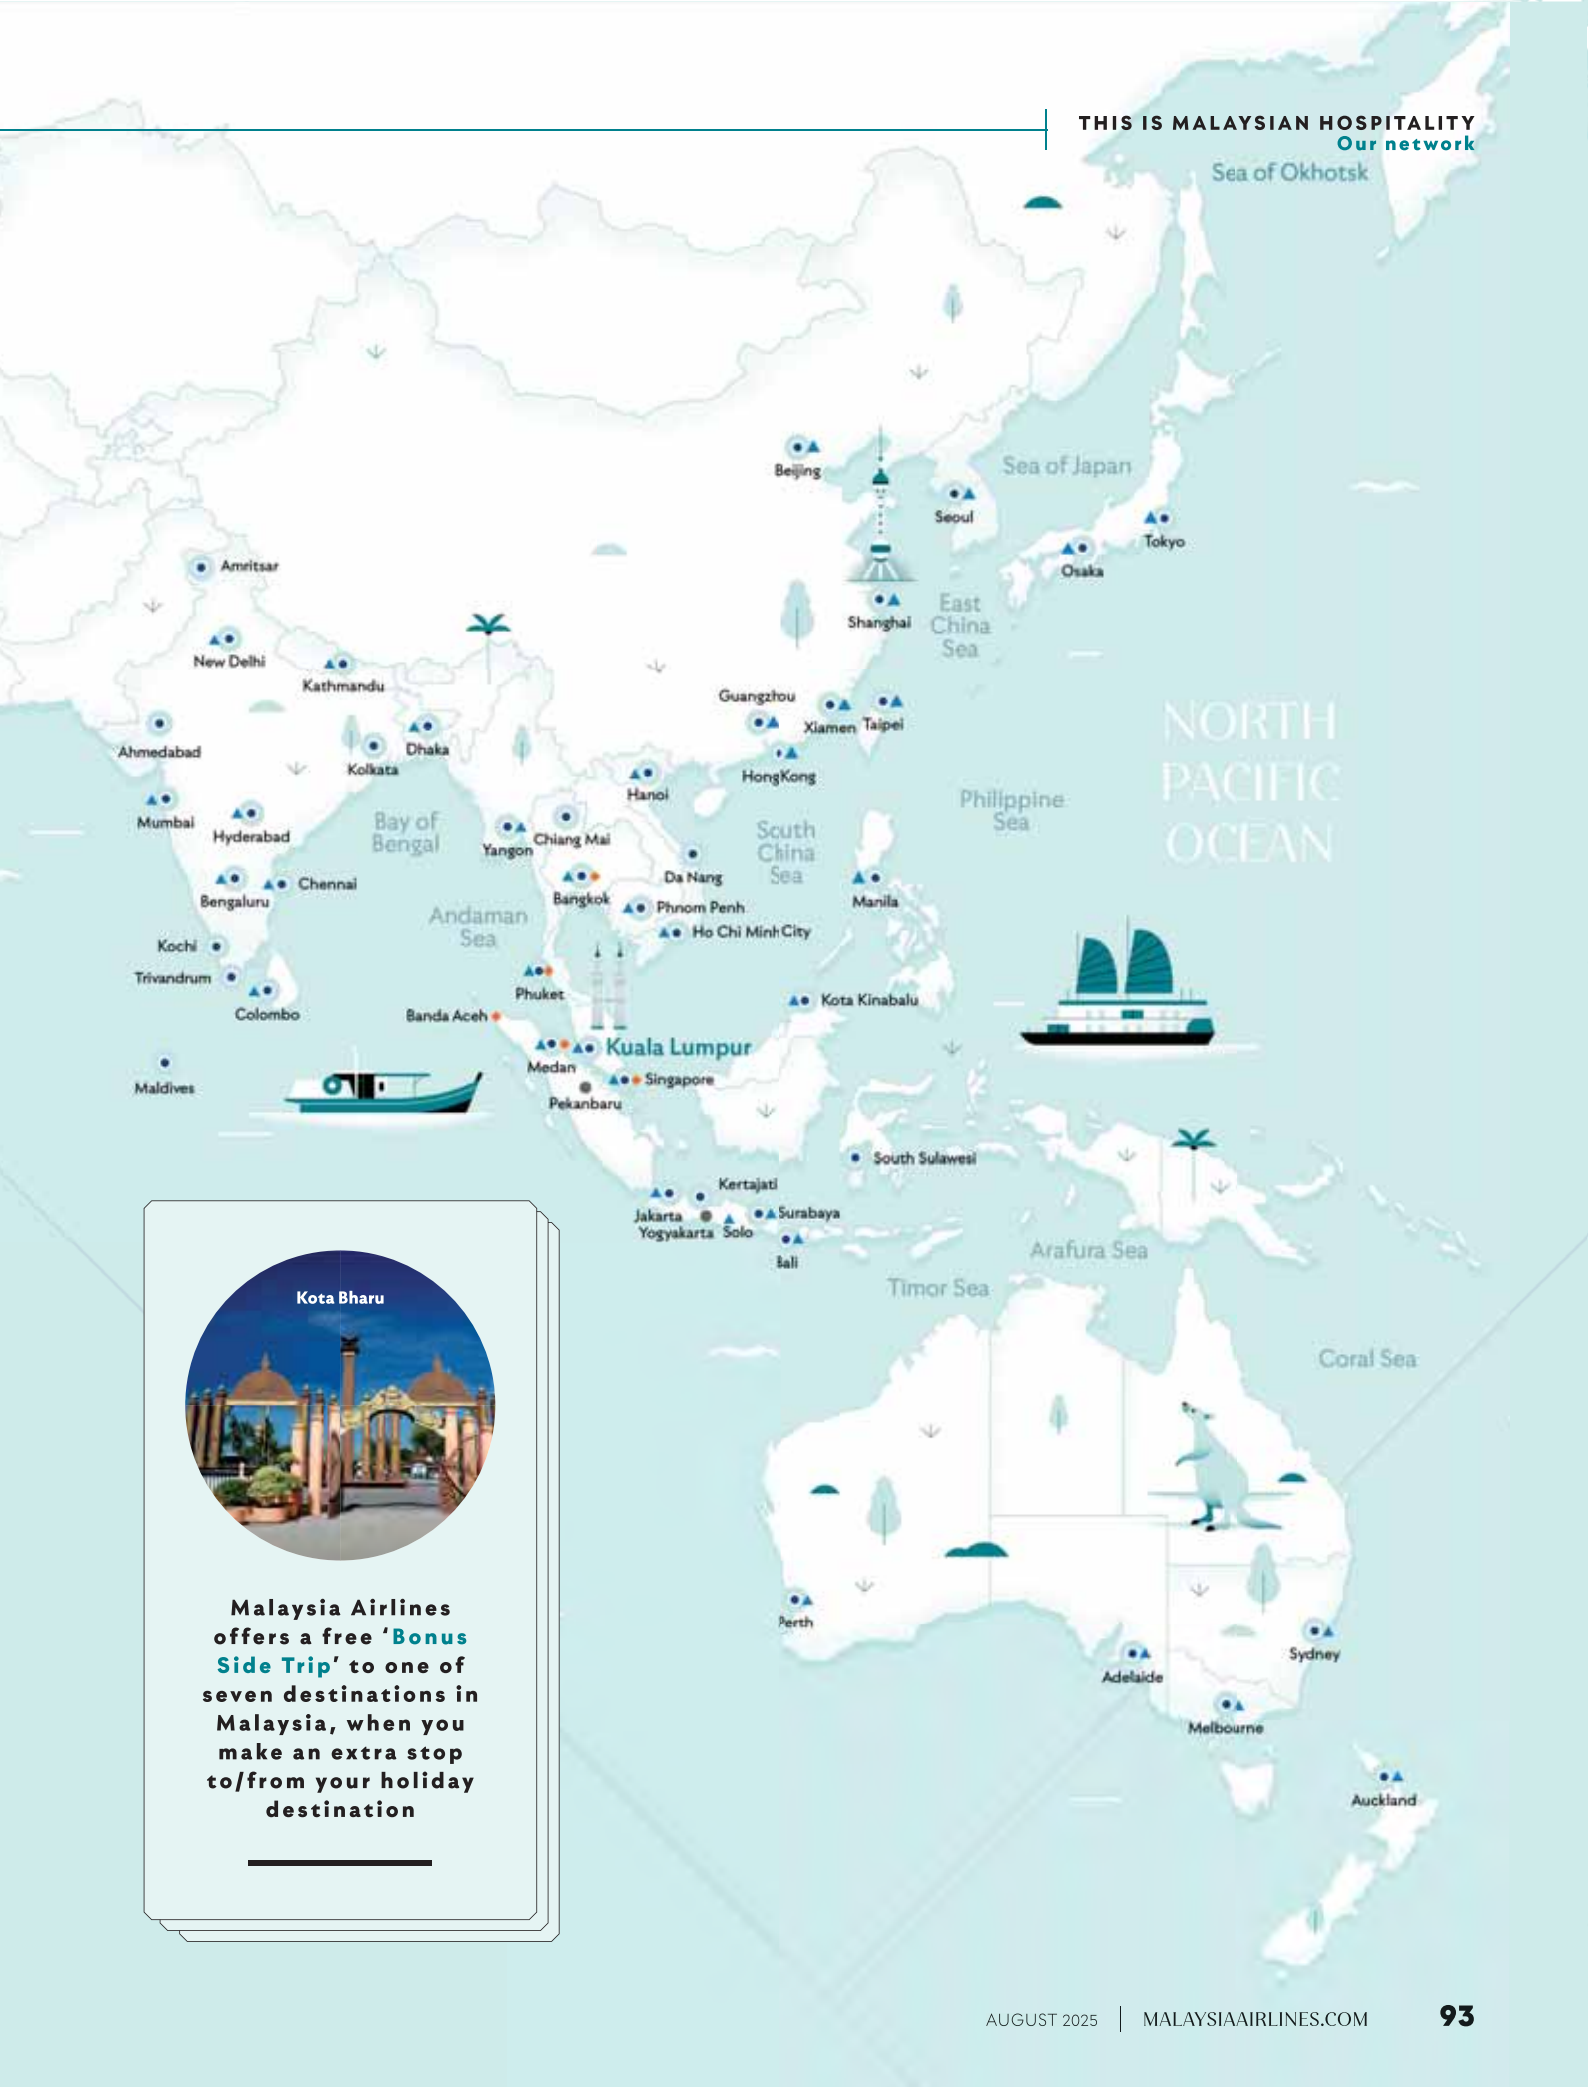 THIS IS MALAYSIAN HOSPITALITY
Our network
Sea of Okhotsk
Beijing
Sea of Japan
Seoul
Tokyo
Osaka
Amritsar
Shanghai
East
China
Sea
New Delhi
Kathmandu
Guangzhou
Xiamen
Taipei
Ahmedabad
Kolkata
Dhaka
HongKong
Hanoi
NORTH
PACIFIC
OCEAN
Mumbai
Hyderabad
Bay of
Bengal
Yangon
Chiang Mai
South
China
Sea
Philippine
Sea
Bengaluru
Chennai
Bangkok
Da Nang
Manila
Phnom Penh
Ho Chi Minh City
Andaman
Sea
Kochi
Trivandrum
Colombo
Phuket
Banda Aceh
Kota Kinabalu
Kuala Lumpur
Medan
Singapore
Maldives
Pekanbaru
South Sulawesi
Kertajati
Jakarta
Surabaya
Yogyakarta
Solo
Bali
Arafura Sea
Timor Sea
Coral Sea
Kota Bharu
Malaysia Airlines
offers a free ‘Bonus
Side Trip’ to one of
seven destinations in
Malaysia, when you
make an extra stop
to/from your holiday
destination
Perth
Sydney
Adelaide
Melbourne
Auckland
AUGUST 2025 | MALAYSIAAIRLINES.COM 93